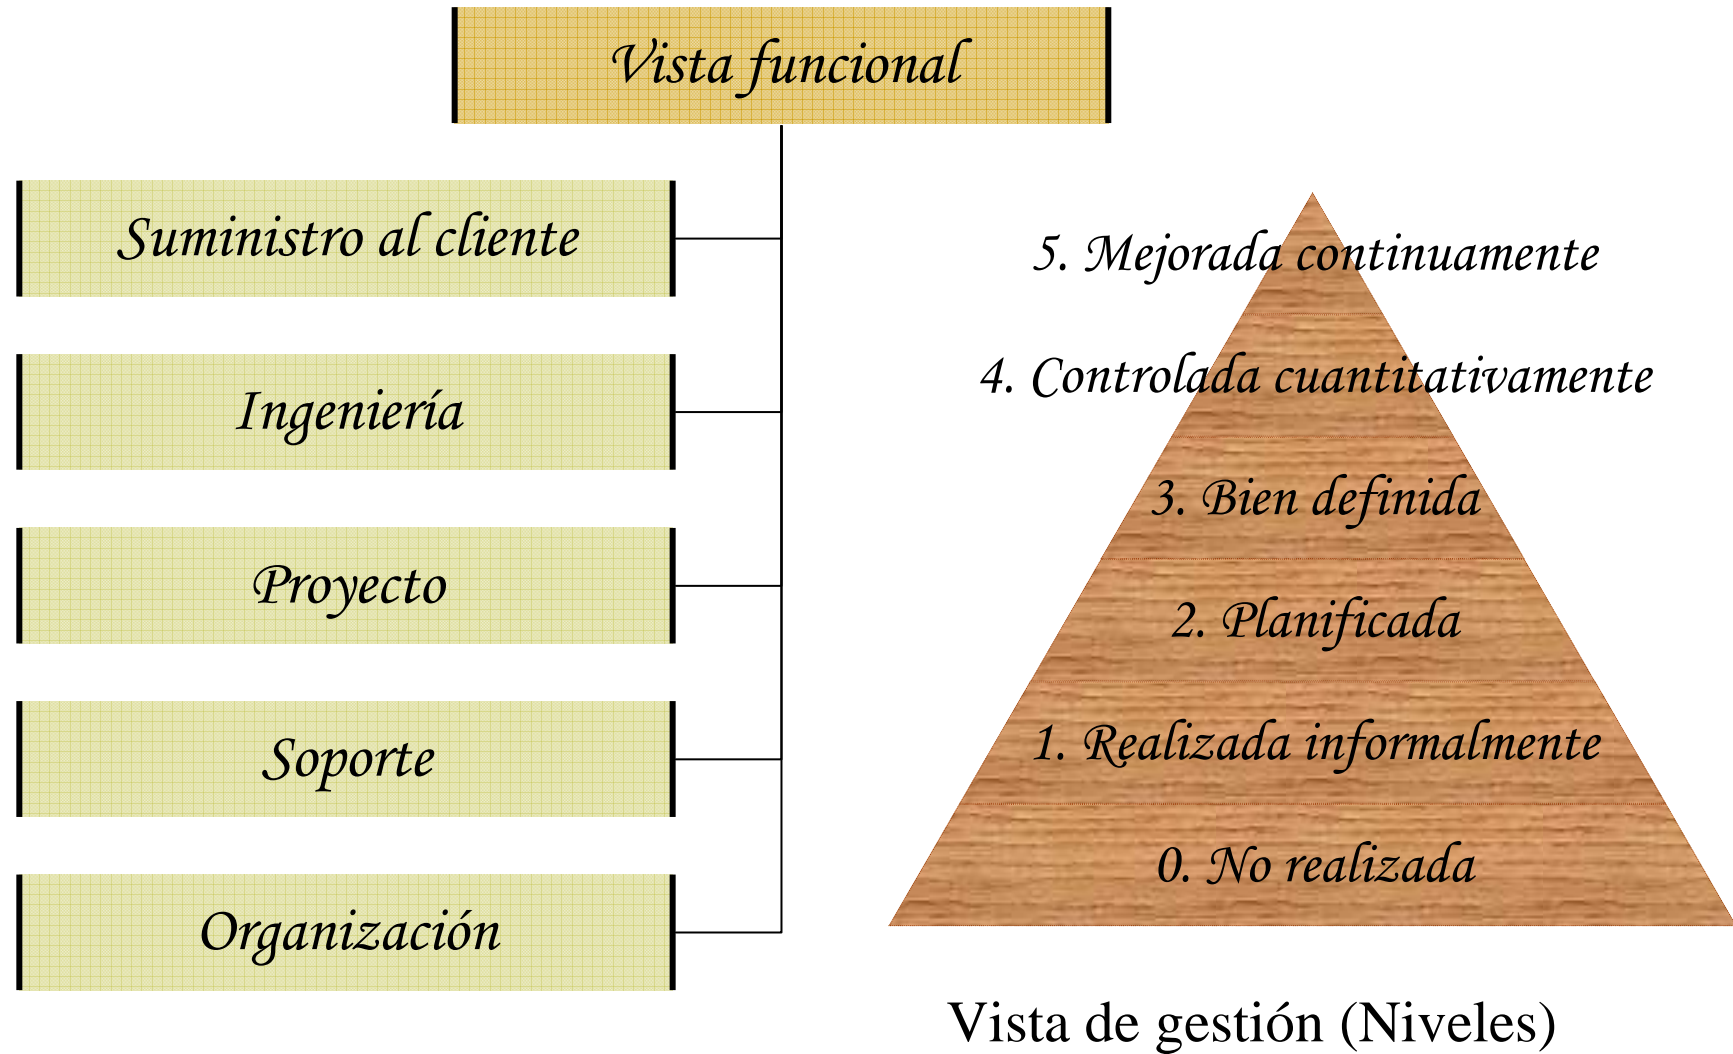 Vista funcional
Suministro al cliente
Ingeniería
Proyecto
Soporte
Organización
5. Mejorada continuamente
4. Controlada cuantitativamente
3. Bien definida
2. Planificada
1. Realizada informalmente
0. No realizada
Vista de gestión (Niveles)